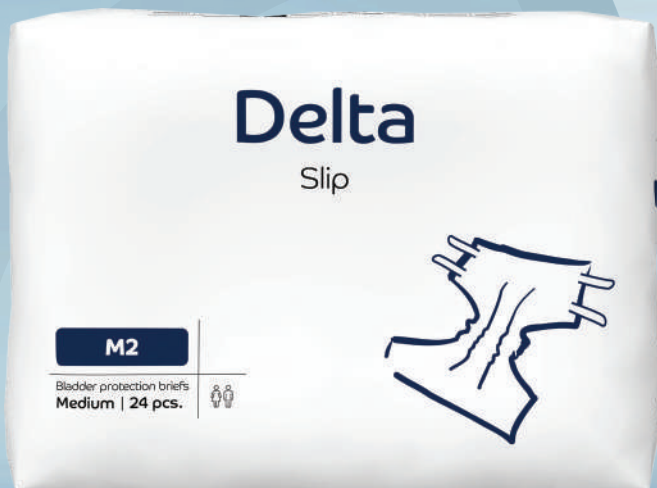 Delta
Slip
M2
Bladder protection briefs
Medium | 24 pcs.